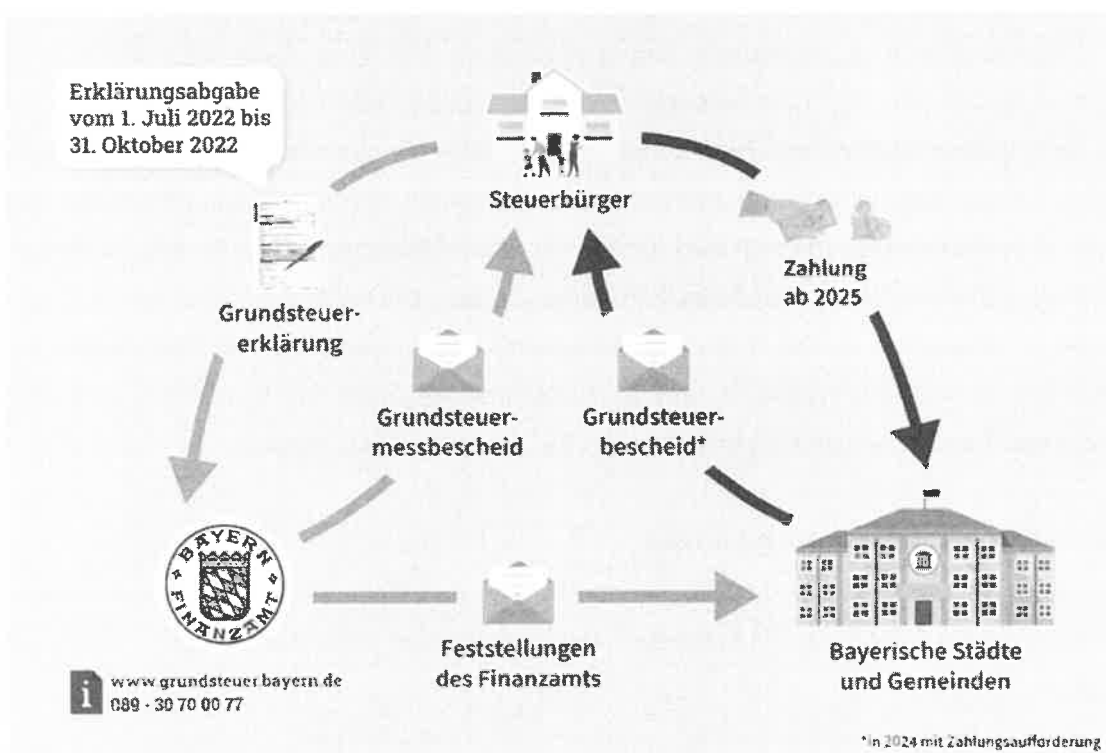 Erklärungsabgabe
vom 1. Juli 2022 bis
31. Oktober 2022
Steuerbürger
Zahlung
ab 2025
Grundsteuer-
erklärung
Grundsteuer-
messbescheid
Grundsteuer-
bescheid*
BAYERN
FINANZAMT
Feststellungen
des Finanzamts
Bayerische Städte
und Gemeinden
i
www.grundsteuer.bayern.de
089 - 30 70 00 77
*in 2024 mit Zahlungsaufforderung